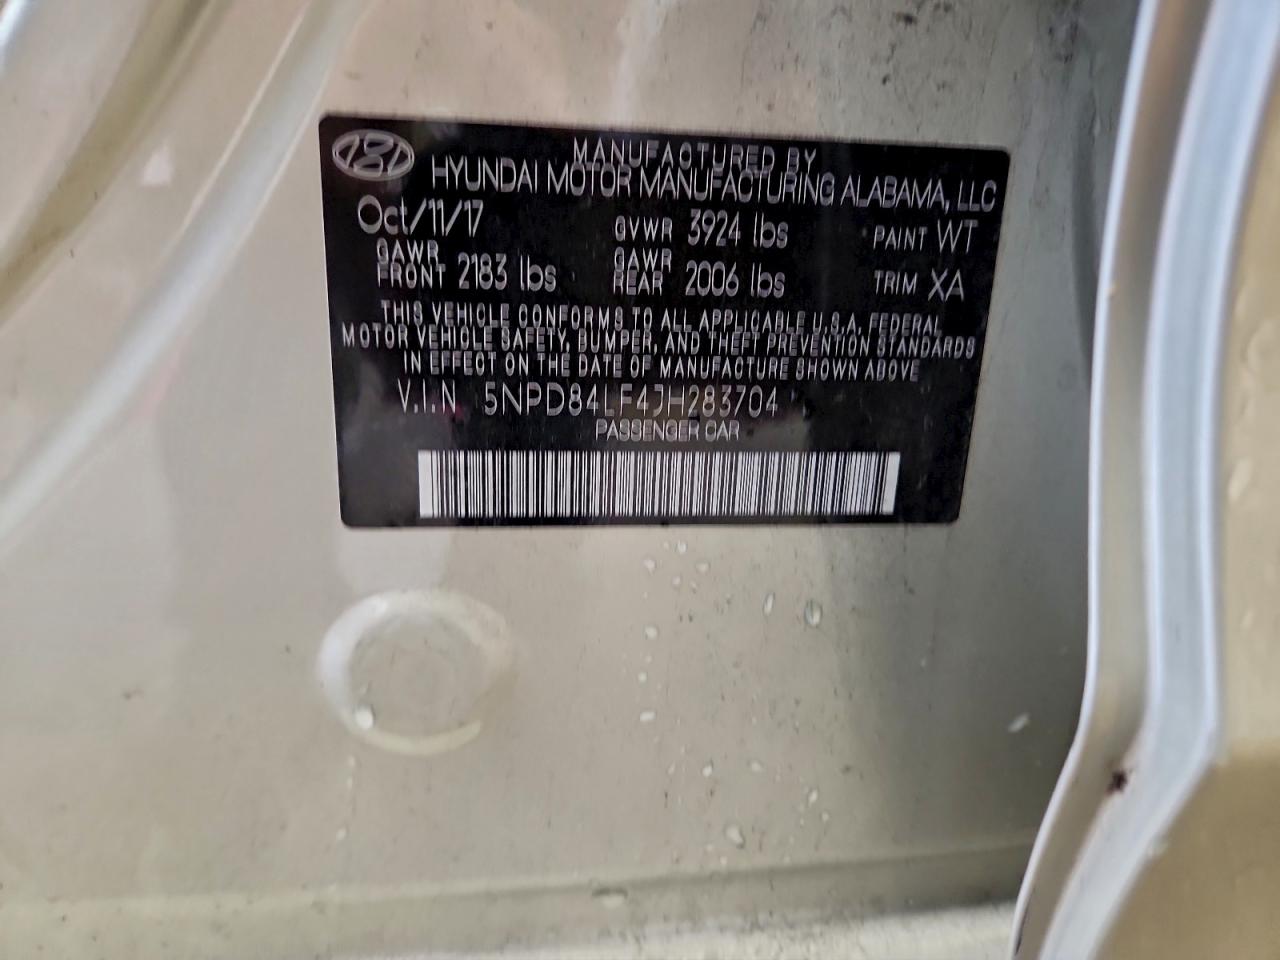 MANUFACTURED BY
HYUNDAI MOTOR MANUFACTURING ALABAMA, LLC
Oct/11/17 GVWR 3924 lbs PAINT WT
GAWR FRONT 2183 lbs GAWR REAR 2006 lbs TRIM XA
THIS VEHICLE CONFORMS TO ALL APPLICABLE U.S.A. FEDERAL
MOTOR VEHICLE SAFETY, BUMPER, AND THEFT PREVENTION STANDARDS
IN EFFECT ON THE DATE OF MANUFACTURE SHOWN ABOVE
V.I.N 5NPD84LF4JH283704
PASSENGER CAR